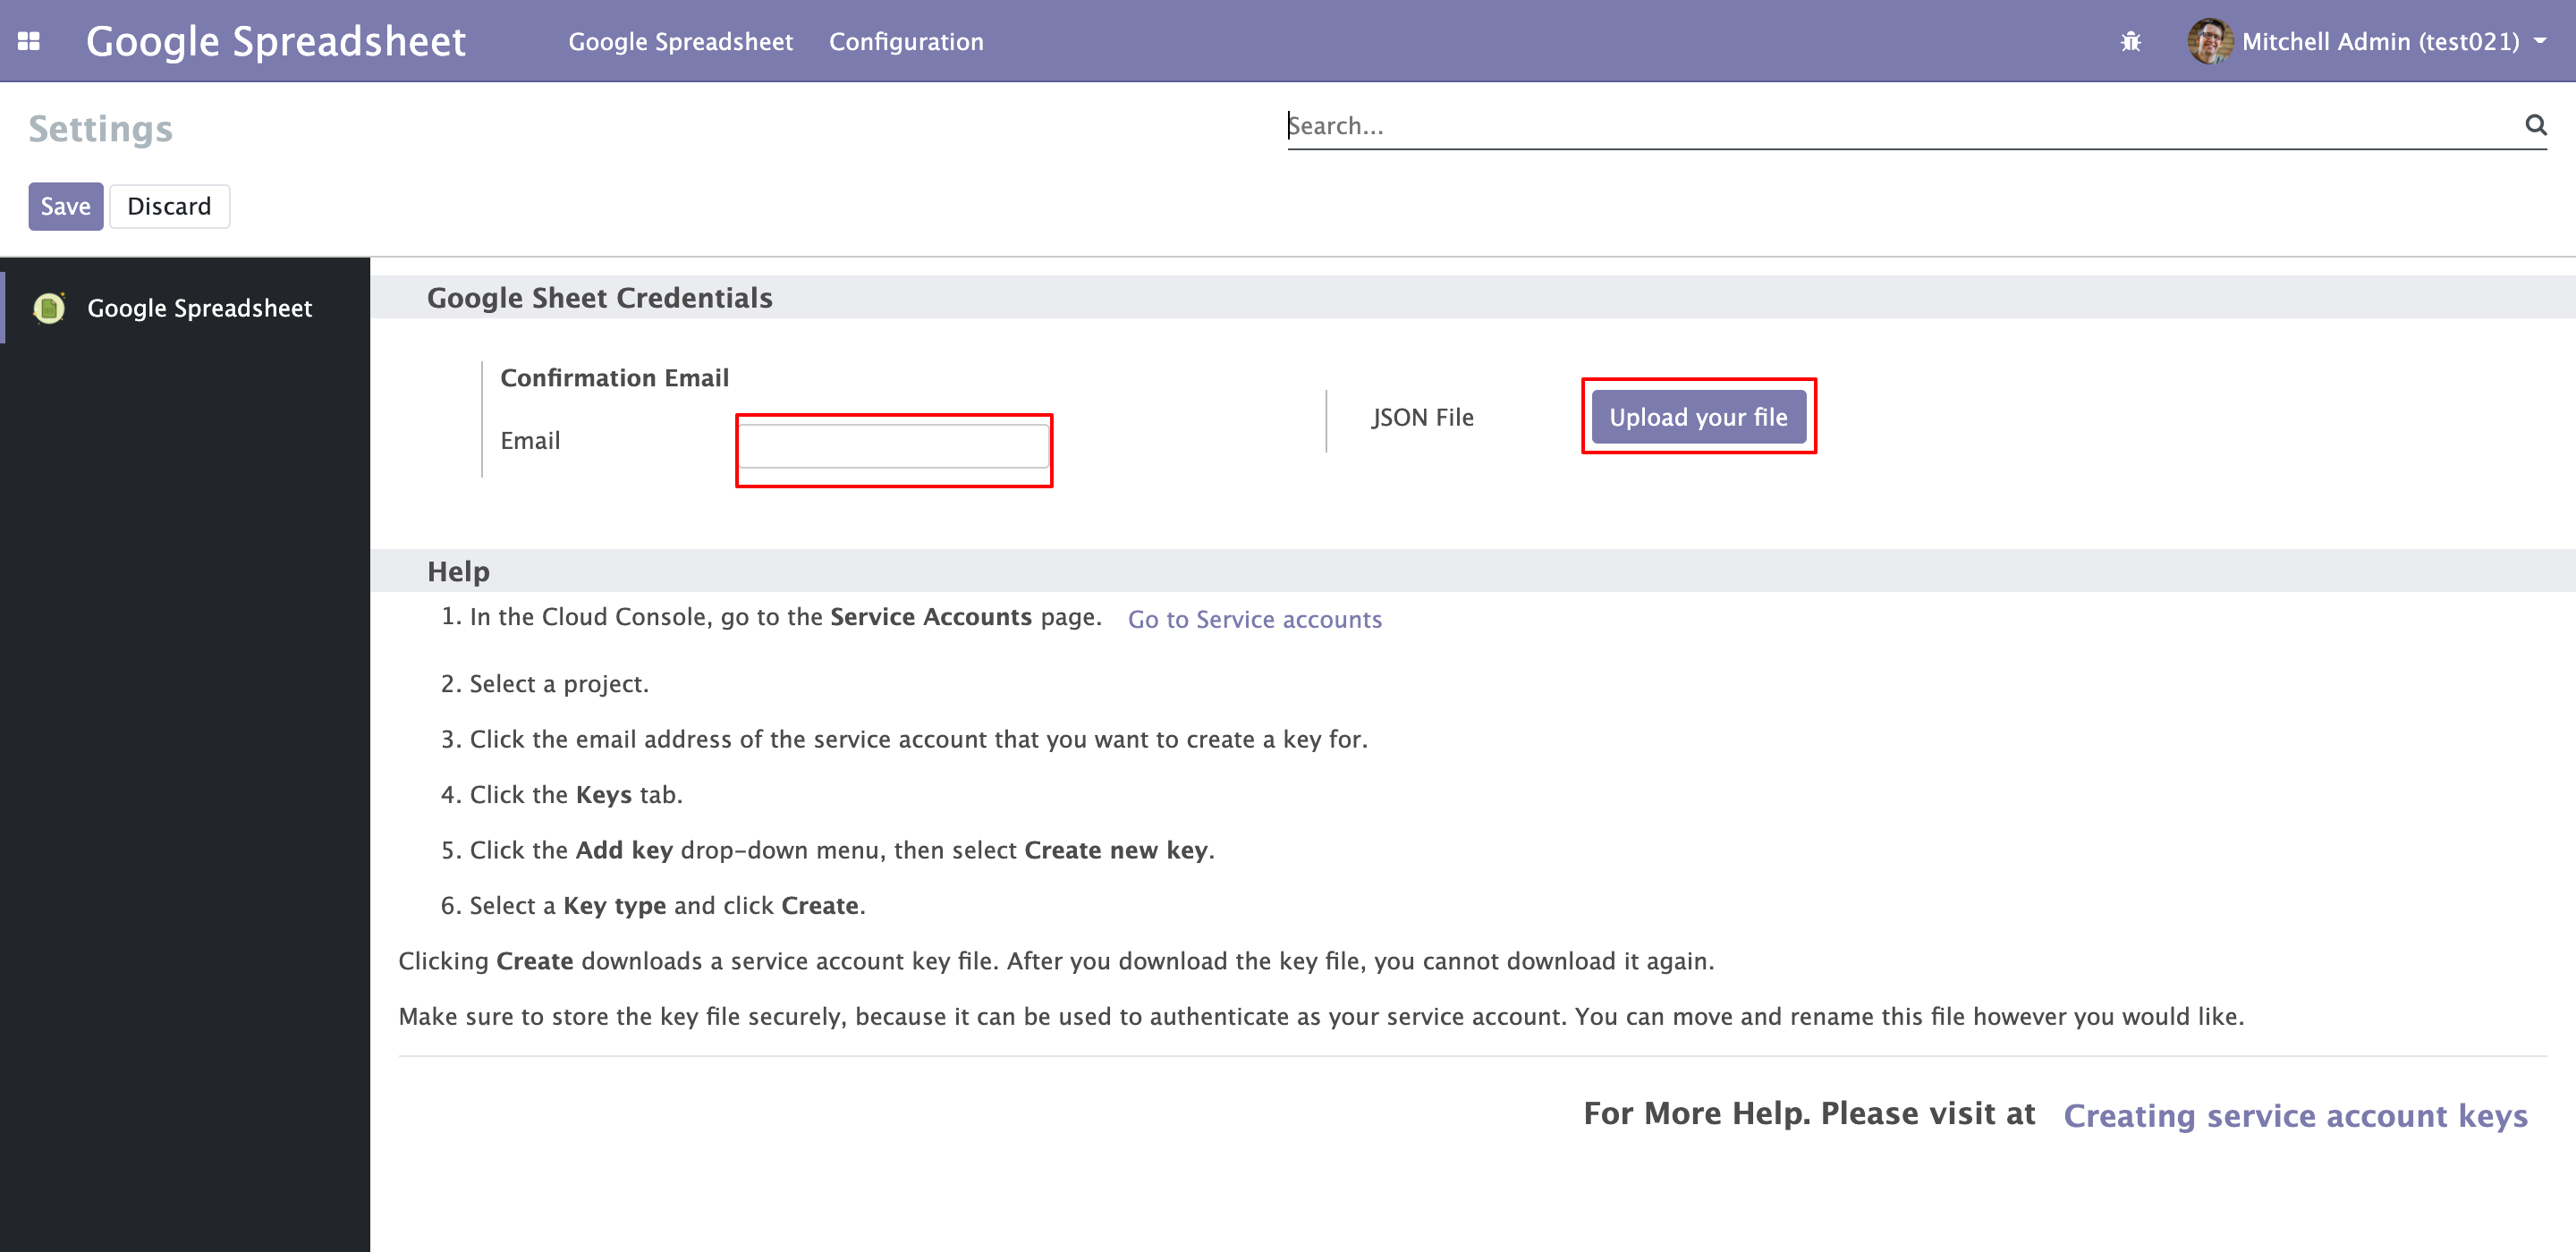 Google Spreadsheet
Google Spreadsheet Configuration
Mitchell Admin (test021)
Settings
Search...
Save Discard
Google Spreadsheet
Google Sheet Credentials
Confirmation Email
Email
JSON File Upload your file
Help
1. In the Cloud Console, go to the Service Accounts page. Go to Service accounts
2. Select a project.
3. Click the email address of the service account that you want to create a key for.
4. Click the Keys tab.
5. Click the Add key drop-down menu, then select Create new key.
6. Select a Key type and click Create.
Clicking Create downloads a service account key file. After you download the key file, you cannot download it again.
Make sure to store the key file securely, because it can be used to authenticate as your service account. You can move and rename this file however you would like.
For More Help. Please visit at Creating service account keys